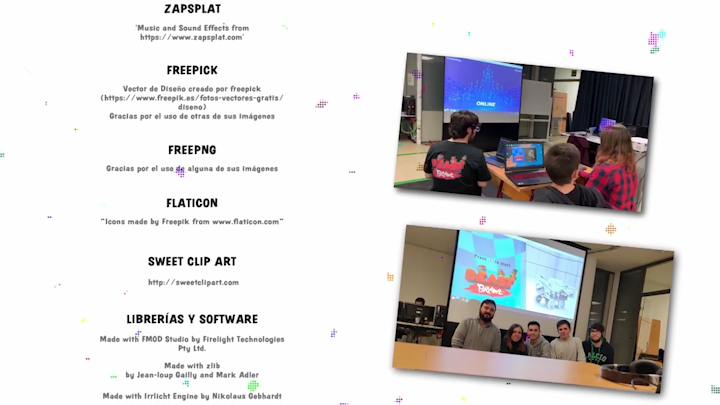 ZAPSPLAT
'Music and Sound Effects from
https://www.zapsplat.com'
FREEPICK
Vector de Diseño creado por freepick
(https://www.freepik.es/fotos-vectores-gratis/
diseno)
Gracias por el uso de otras de sus imágenes
FREEPNG
Gracias por el uso de alguna de sus imágenes
FLATICON
"Icons made by Freepik from www.flaticon.com"
SWEET CLIP ART
http://sweetclipart.com
LIBRERÍAS Y SOFTWARE
Made with FMOD Studio by Firelight Technologies
Pty Ltd.
Made with zlib
by Jean-loup Gailly and Mark Adler
Made with Irrlicht Engine by Nikolaus Gebhardt
ONLINE